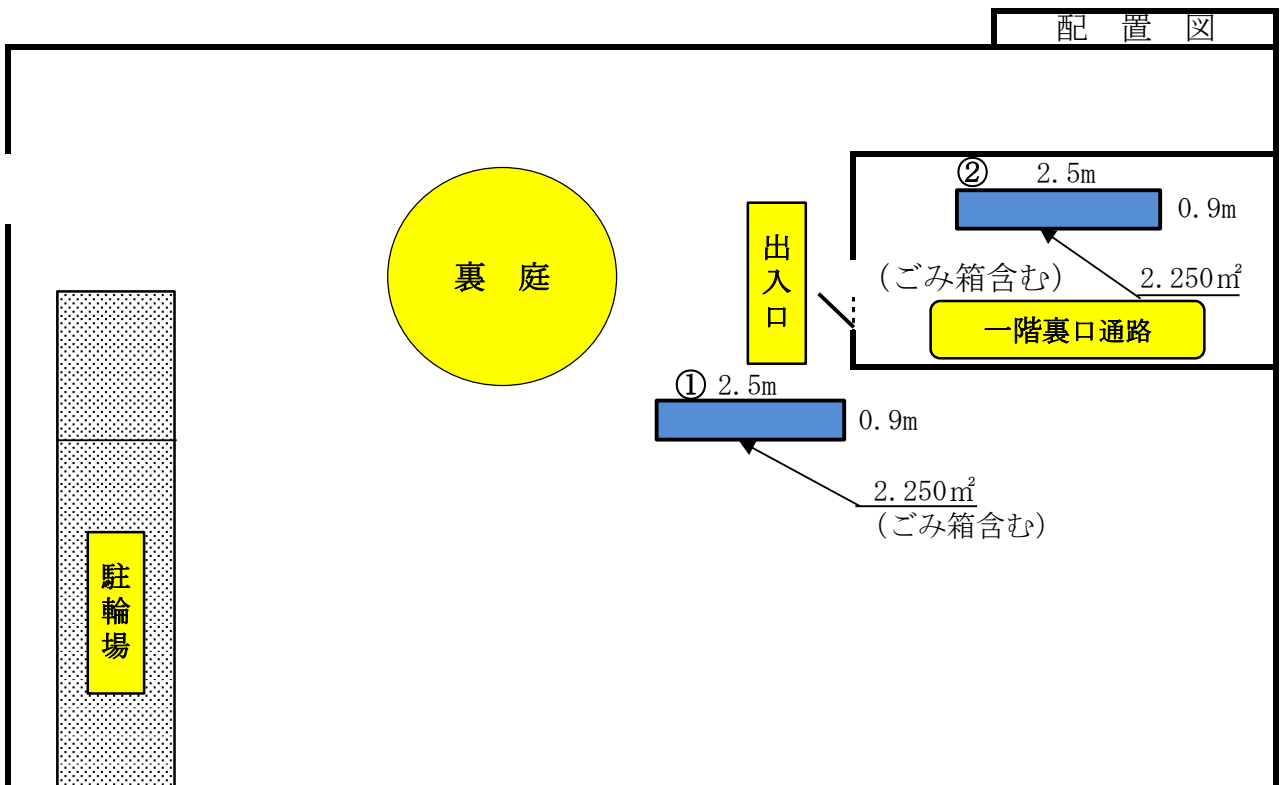 配 置 図
② 2.5m
0.9m
(ごみ箱含む) 2.250㎡
一階裏口通路
出入口
裏 庭
① 2.5m
0.9m
2.250㎡
(ごみ箱含む)
駐輪場